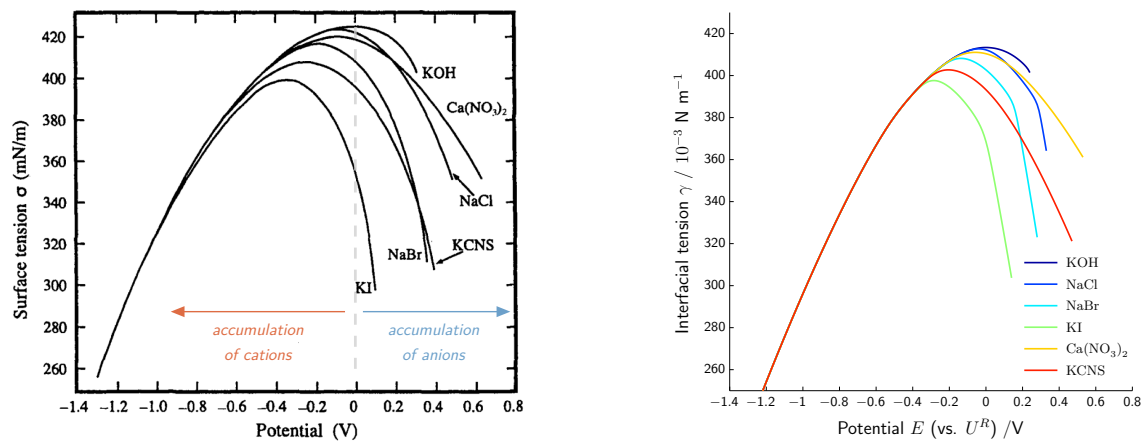 Surface tension σ (mN/m)
420
400
380
360
340
320
300
280
260
−1.4
−1.2
−1.0
−0.8
−0.6
−0.4
−0.2
0
0.2
0.4
0.6
0.8
Potential (V)
KOH
Ca(NO₃)₂
NaCl
KCNS
NaBr
KI
accumulation
of cations
accumulation
of anions
Interfacial tension γ / 10⁻³ N m⁻¹
420
400
380
360
340
320
300
280
260
−1.4
−1.2
−1.0
−0.8
−0.6
−0.4
−0.2
0.0
0.2
0.4
0.6
0.8
Potential E (vs. Uᴿ) /V
KOH
NaCl
NaBr
KI
Ca(NO₃)₂
KCNS